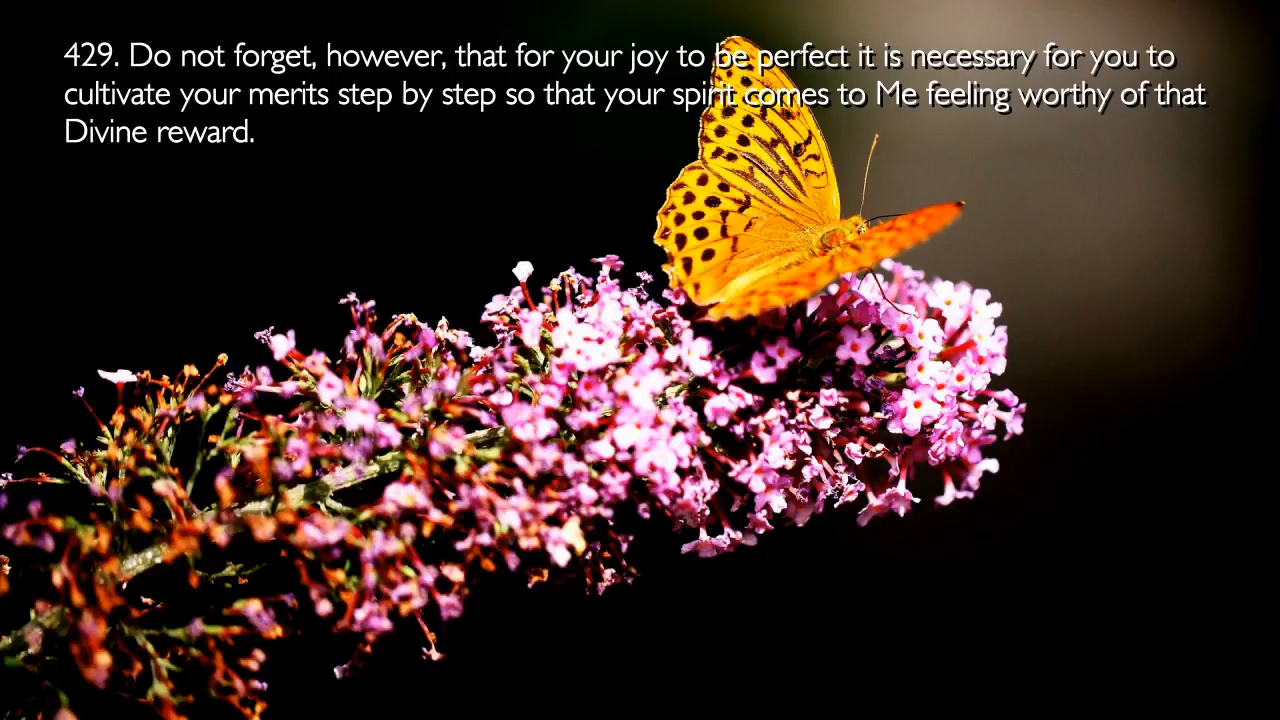 429. Do not forget, however, that for your joy to be perfect it is necessary for you to
cultivate your merits step by step so that your spirit comes to Me feeling worthy of that
Divine reward.